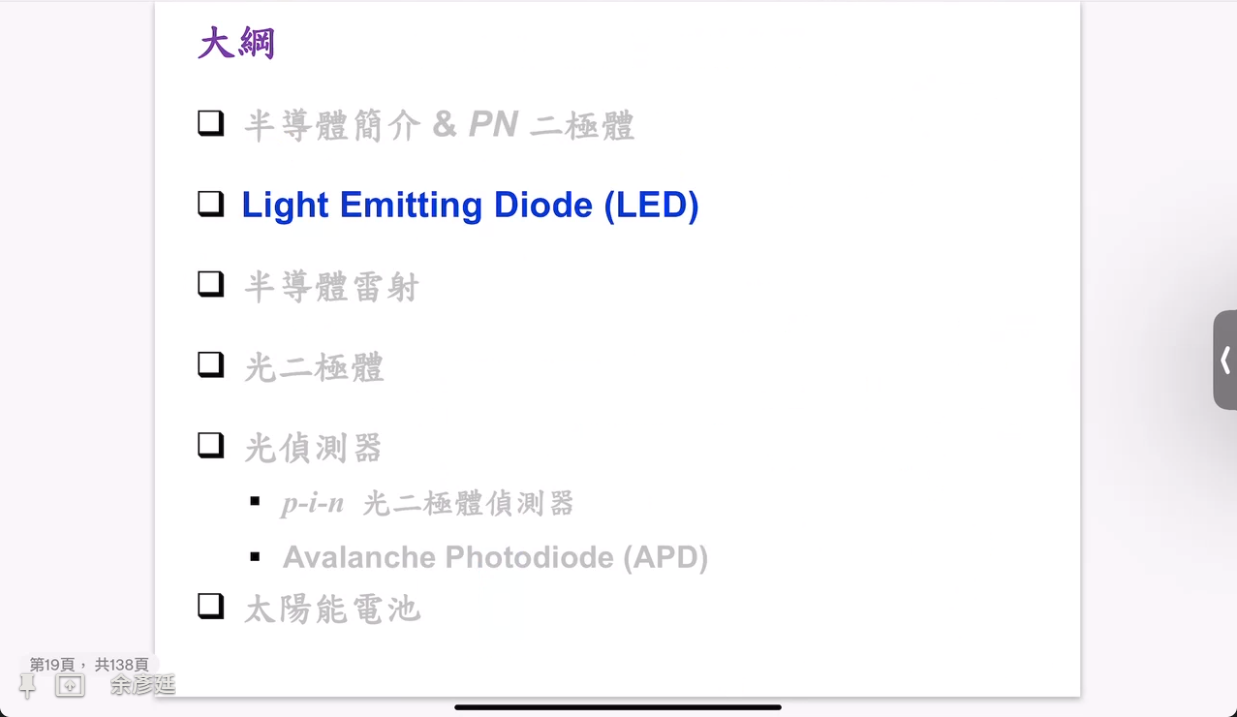 大綱
半導體簡介 & PN 二極體
Light Emitting Diode (LED)
半導體雷射
光二極體
光偵測器
p-i-n 光二極體偵測器
Avalanche Photodiode (APD)
太陽能電池
第19頁，共138頁
余彥廷